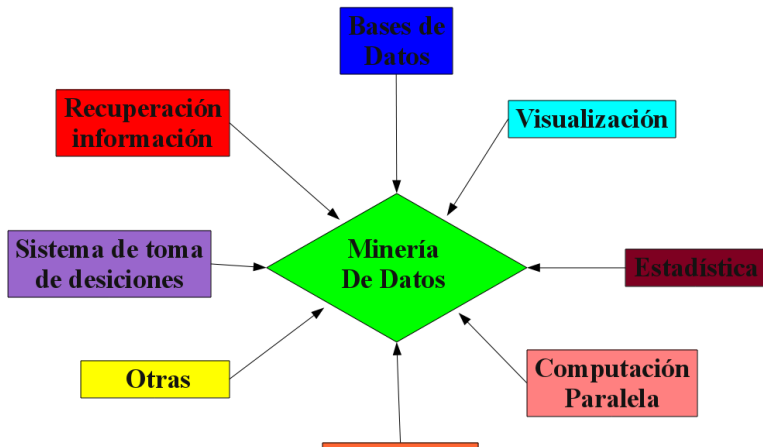 Bases de
Datos
Recuperación
información
Visualización
Sistema de toma
de desiciones
Minería
De Datos
Estadística
Otras
Computación
Paralela